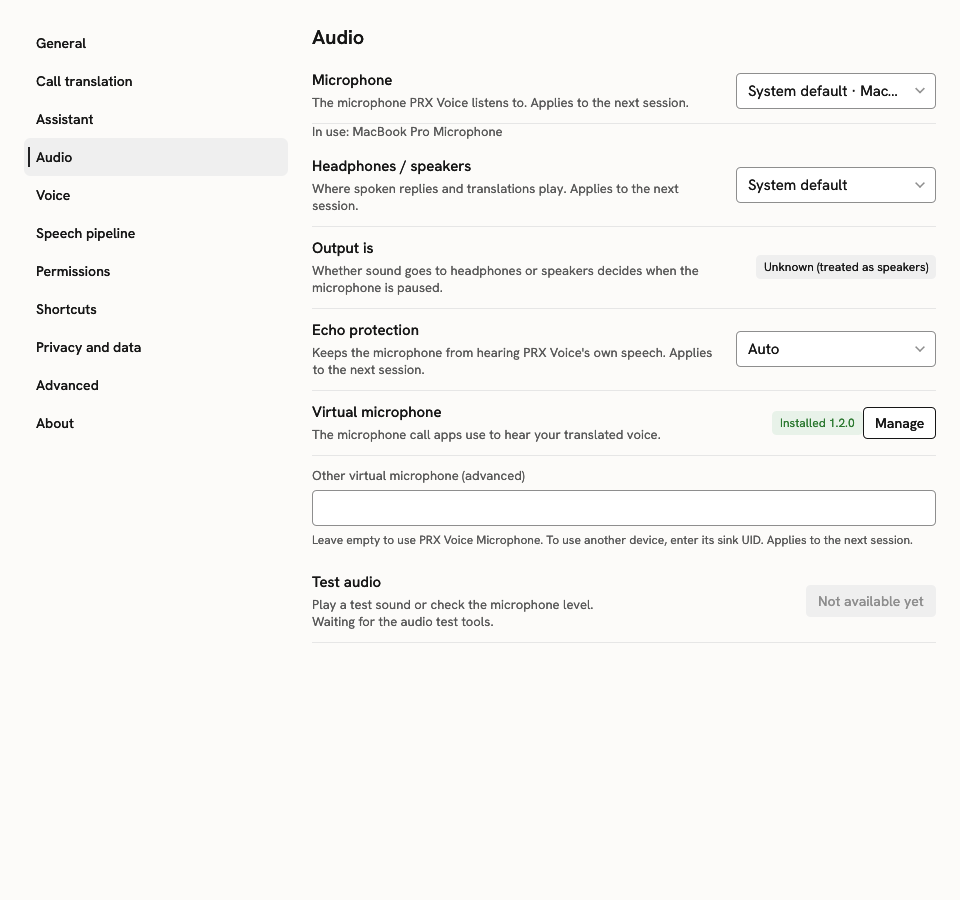 General
Call translation
Assistant
Audio
Voice
Speech pipeline
Permissions
Shortcuts
Privacy and data
Advanced
About
Audio
Microphone
The microphone PRX Voice listens to. Applies to the next session.
System default · Mac...
In use: MacBook Pro Microphone
Headphones / speakers
Where spoken replies and translations play. Applies to the next
session.
System default
Output is
Whether sound goes to headphones or speakers decides when the
microphone is paused.
Unknown (treated as speakers)
Echo protection
Keeps the microphone from hearing PRX Voice's own speech. Applies
to the next session.
Auto
Virtual microphone
The microphone call apps use to hear your translated voice.
Installed 1.2.0
Manage
Other virtual microphone (advanced)
Leave empty to use PRX Voice Microphone. To use another device, enter its sink UID. Applies to the next session.
Test audio
Play a test sound or check the microphone level.
Waiting for the audio test tools.
Not available yet